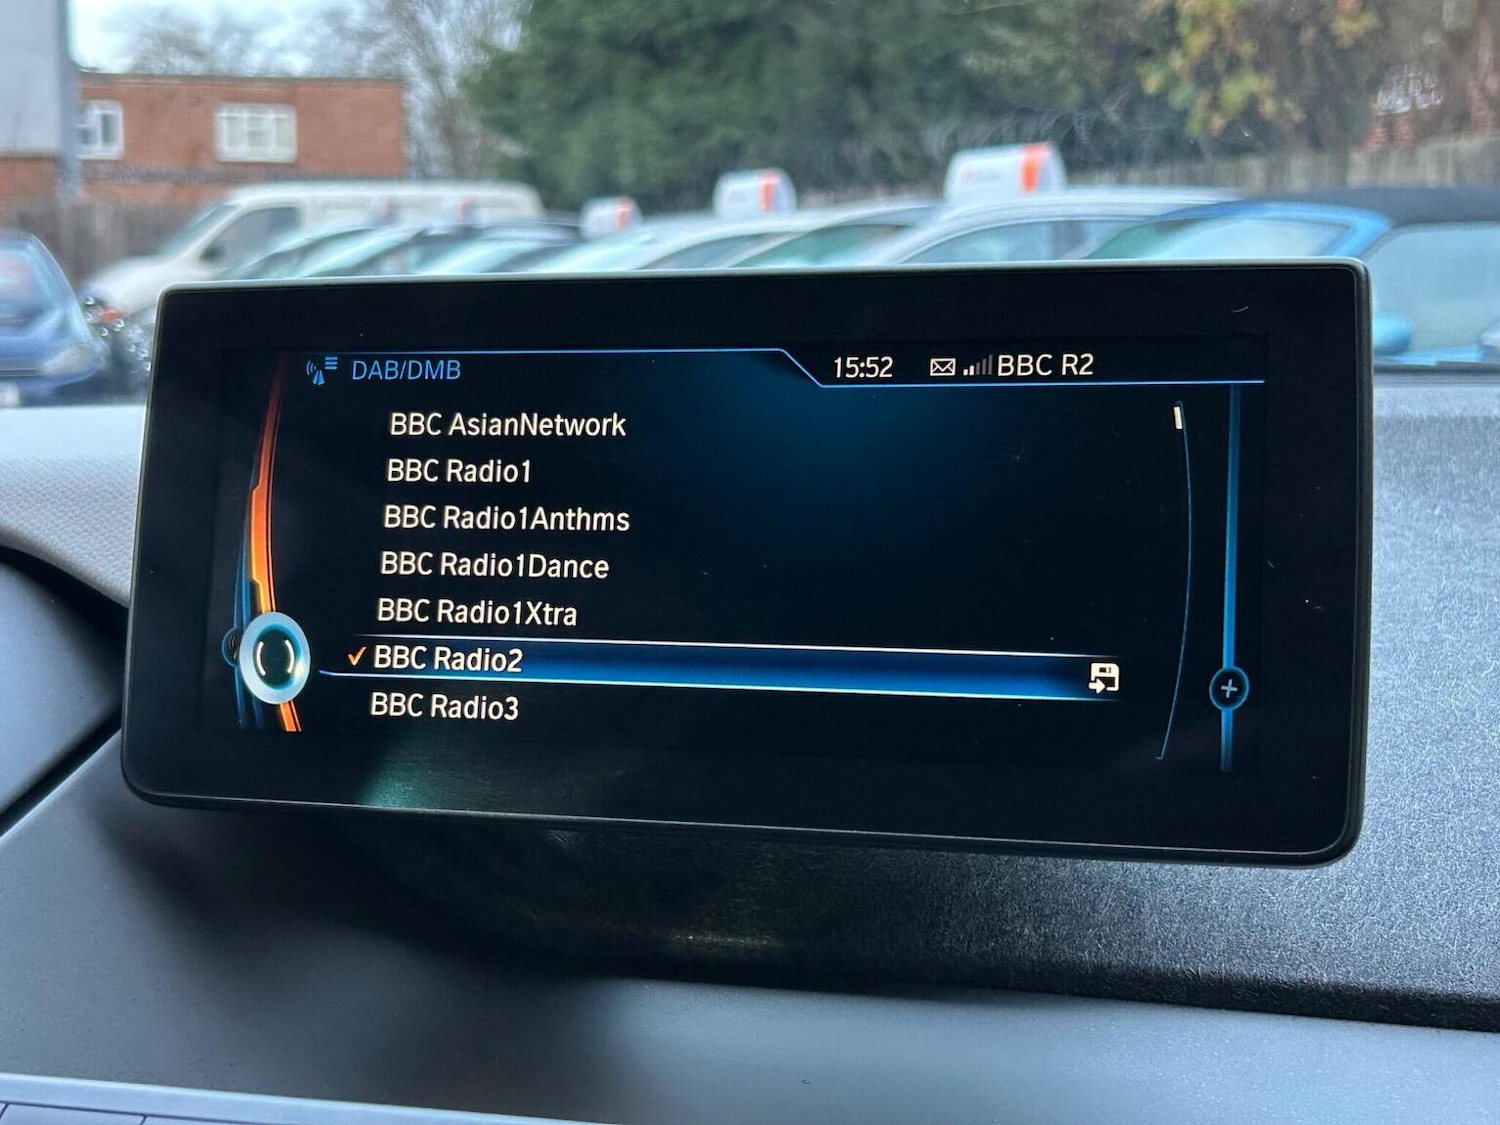 DAB/DMB
15:52 BBC R2
BBC AsianNetwork
BBC Radio1
BBC Radio1Anthms
BBC Radio1Dance
BBC Radio1Xtra
✓ BBC Radio2
BBC Radio3